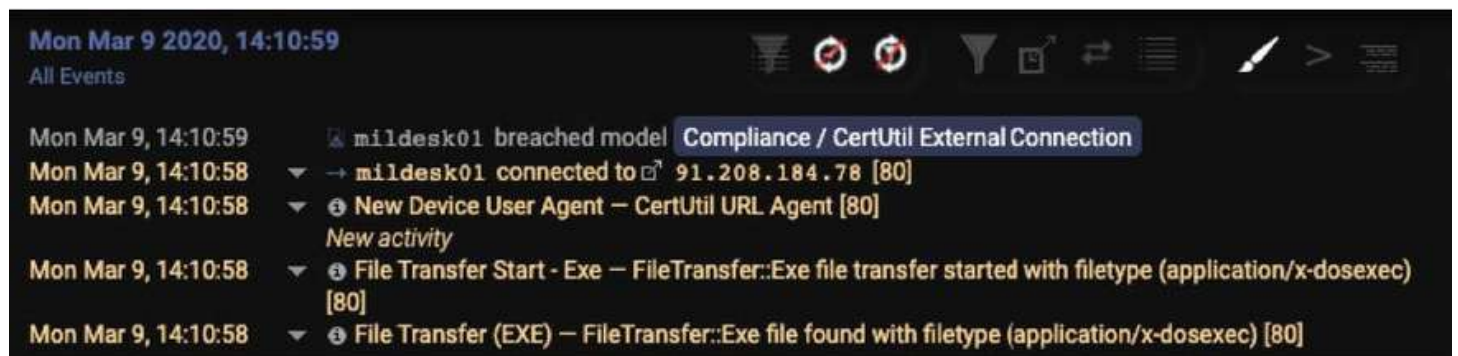 Mon Mar 9 2020, 14:10:59
All Events
Mon Mar 9, 14:10:59 mildesk01 breached model Compliance / CertUtil External Connection
Mon Mar 9, 14:10:58 → mildesk01 connected to 91.208.184.78 [80]
Mon Mar 9, 14:10:58 New Device User Agent — CertUtil URL Agent [80]
New activity
Mon Mar 9, 14:10:58 File Transfer Start - Exe — FileTransfer::Exe file transfer started with filetype (application/x-dosexec)
[80]
Mon Mar 9, 14:10:58 File Transfer (EXE) — FileTransfer::Exe file found with filetype (application/x-dosexec) [80]